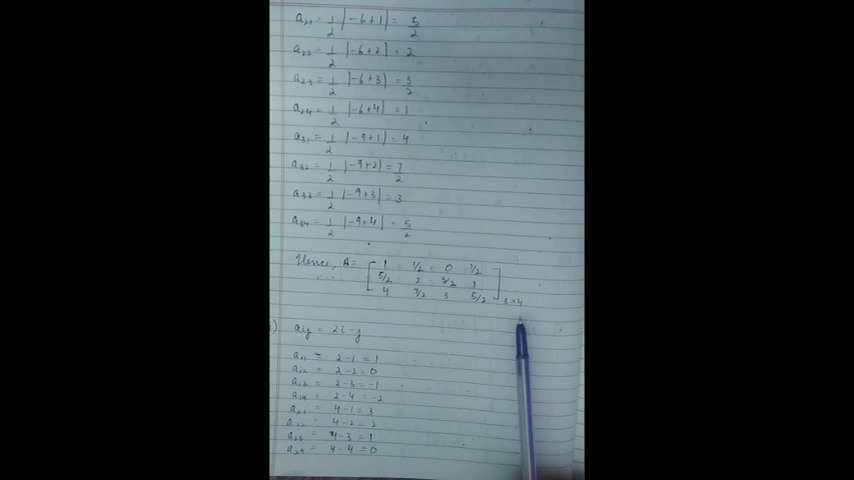 a₂₁ = 1/2 |-6+1| = 5/2
a₂₂ = 1/2 |-6+2| = 2
a₂₃ = 1/2 |-6+3| = 3/2
a₂₄ = 1/2 |-6+4| = 1
a₃₁ = 1/2 |-9+1| = 4
a₃₂ = 1/2 |-9+2| = 7/2
a₃₃ = 1/2 |-9+3| = 3
a₃₄ = 1/2 |-9+4| = 5/2
Hence, A = [ 1 1/2 0 1/2
5/2 2 3/2 1
4 7/2 3 5/2 ] 3×4
) aij = 2i-j
a₁₁ = 2-1 = 1
a₁₂ = 2-2 = 0
a₁₃ = 2-3 = -1
a₁₄ = 2-4 = -2
a₂₁ = 4-1 = 3
a₂₂ = 4-2 = 2
a₂₃ = 4-3 = 1
a₂₄ = 4-4 = 0